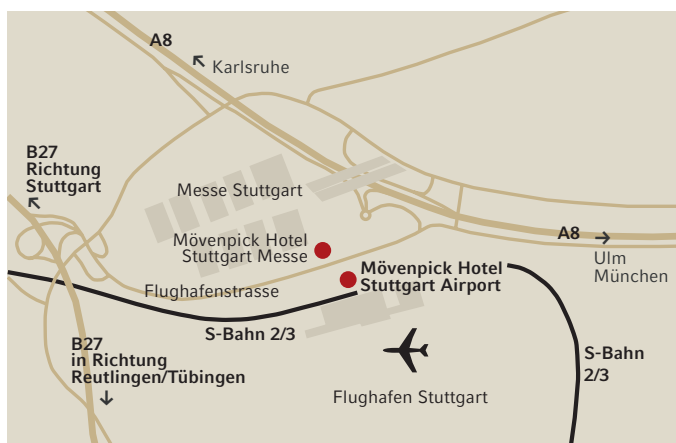 A8
Karlsruhe
B27
Richtung
Stuttgart
Messe Stuttgart
Mövenpick Hotel
Stuttgart Messe
A8
Ulm
München
Mövenpick Hotel
Stuttgart Airport
Flughafenstrasse
S-Bahn 2/3
B27
in Richtung
Reutlingen/Tübingen
S-Bahn
2/3
Flughafen Stuttgart